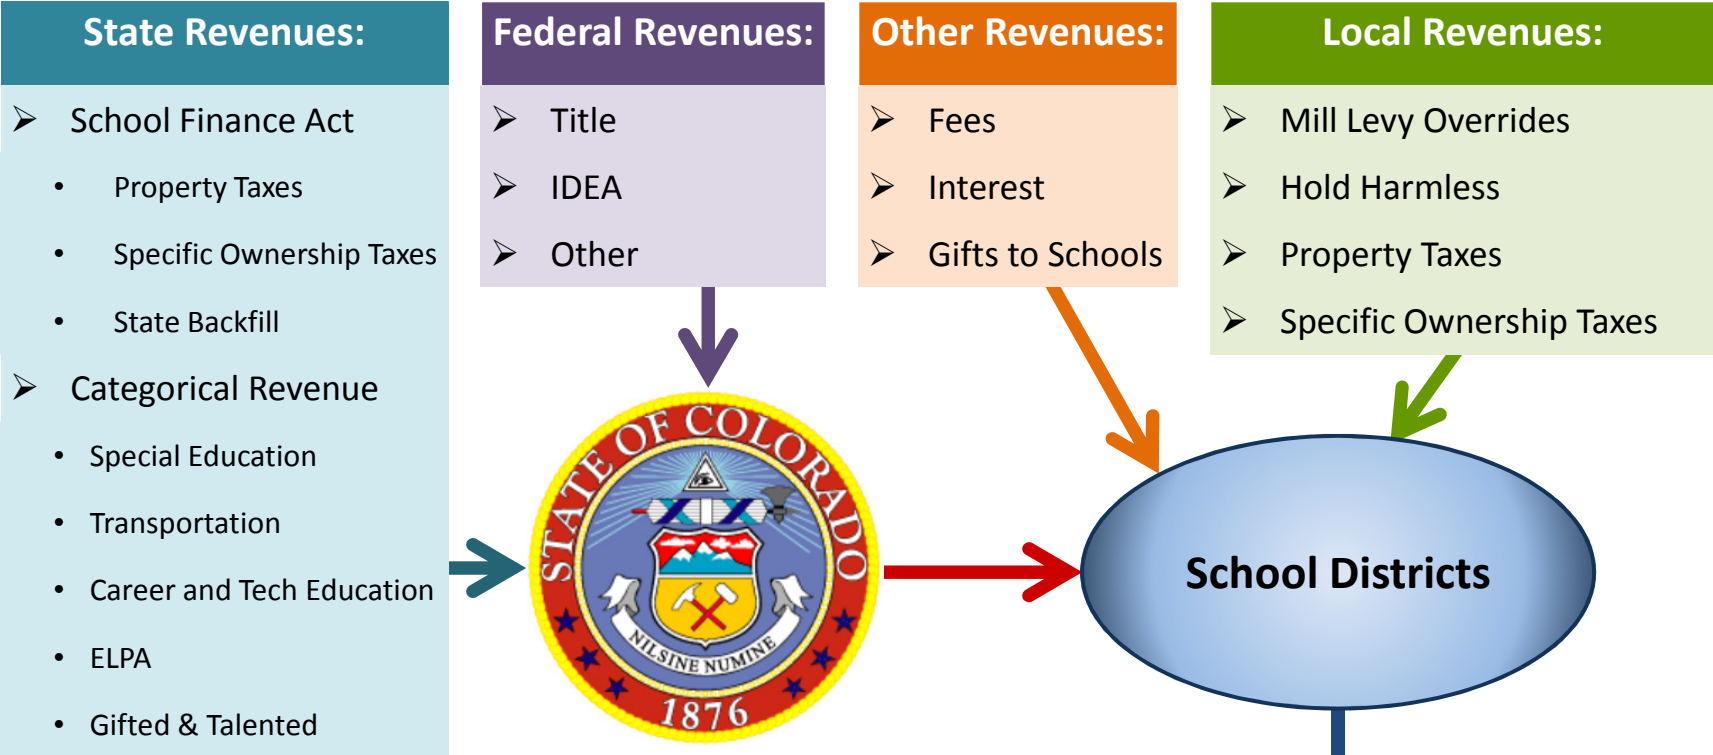 State Revenues:
➢ School Finance Act
• Property Taxes
• Specific Ownership Taxes
• State Backfill
➢ Categorical Revenue
• Special Education
• Transportation
• Career and Tech Education
• ELPA
• Gifted & Talented
Federal Revenues:
➢ Title
➢ IDEA
➢ Other
Other Revenues:
➢ Fees
➢ Interest
➢ Gifts to Schools
Local Revenues:
➢ Mill Levy Overrides
➢ Hold Harmless
➢ Property Taxes
➢ Specific Ownership Taxes
STATE OF COLORADO
NIL SINE NUMINE
1876
School Districts